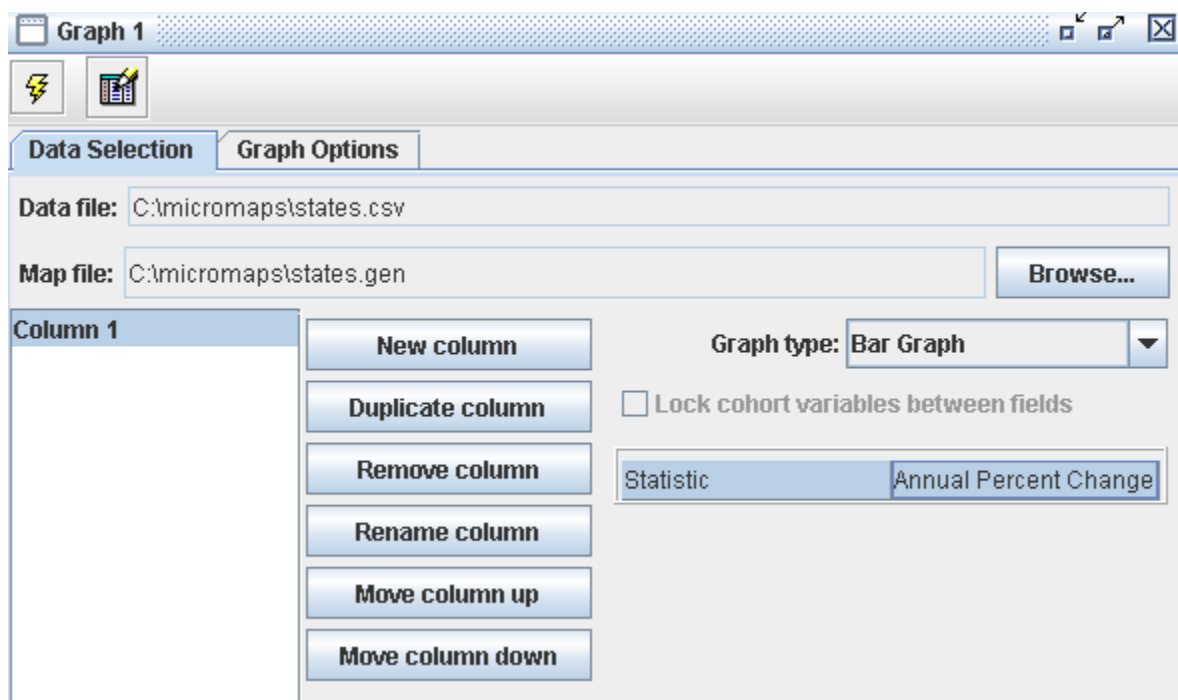 Graph 1
Data Selection
Graph Options
Data file: C:\micromaps\states.csv
Map file: C:\micromaps\states.gen
Browse...
Column 1
New column
Duplicate column
Remove column
Rename column
Move column up
Move column down
Graph type: Bar Graph
Lock cohort variables between fields
Statistic
Annual Percent Change